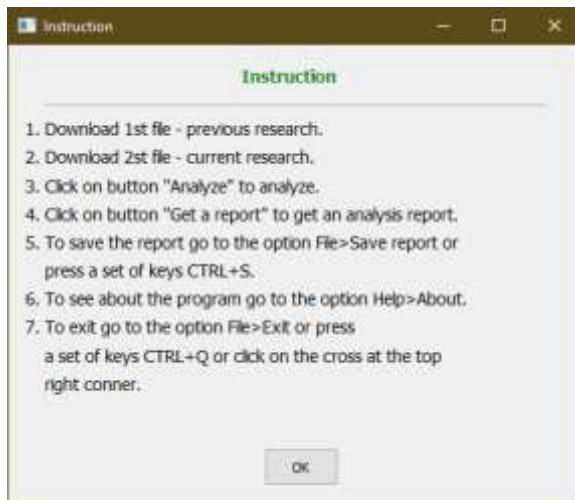 Instruction
Instruction
1. Download 1st file - previous research.
2. Download 2st file - current research.
3. Click on button "Analyze" to analyze.
4. Click on button "Get a report" to get an analysis report.
5. To save the report go to the option File>Save report or
press a set of keys CTRL+S.
6. To see about the program go to the option Help>About.
7. To exit go to the option File>Exit or press
a set of keys CTRL+Q or click on the cross at the top
right conner.
OK